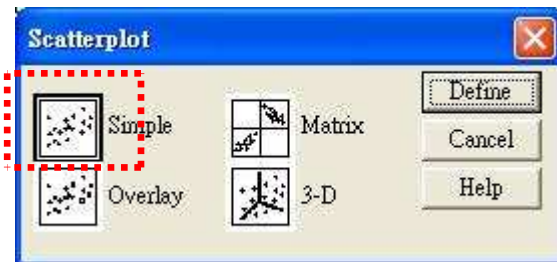 Scatterplot
Simple
Matrix
Define
Cancel
Overlay
3-D
Help